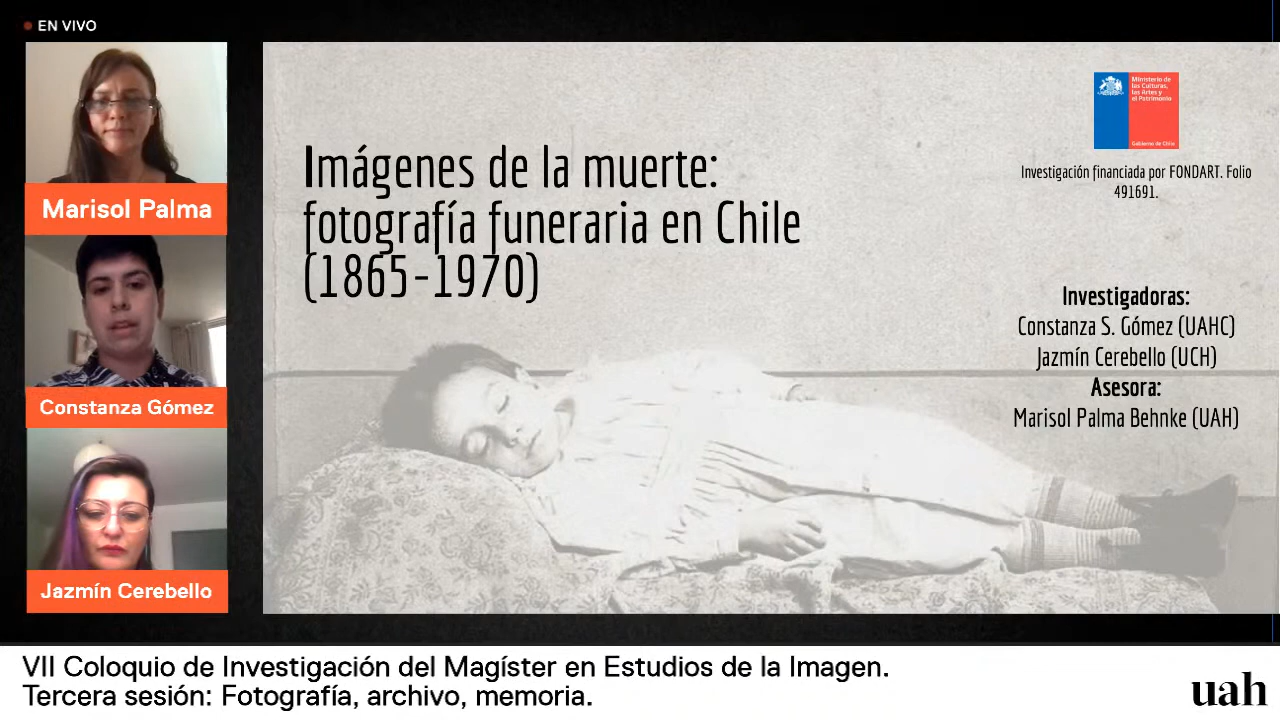 EN VIVO
Marisol Palma
Constanza Gómez
Jazmín Cerebello
Imágenes de la muerte:
fotografía funeraria en Chile
(1865-1970)
Ministerio de
las Culturas,
las Artes y
el Patrimonio
Gobierno de Chile
Investigación financiada por FONDART. Folio
491691.
Investigadoras:
Constanza S. Gómez (UAHC)
Jazmín Cerebello (UCH)
Asesora:
Marisol Palma Behnke (UAH)
VII Coloquio de Investigación del Magíster en Estudios de la Imagen.
Tercera sesión: Fotografía, archivo, memoria.
uah